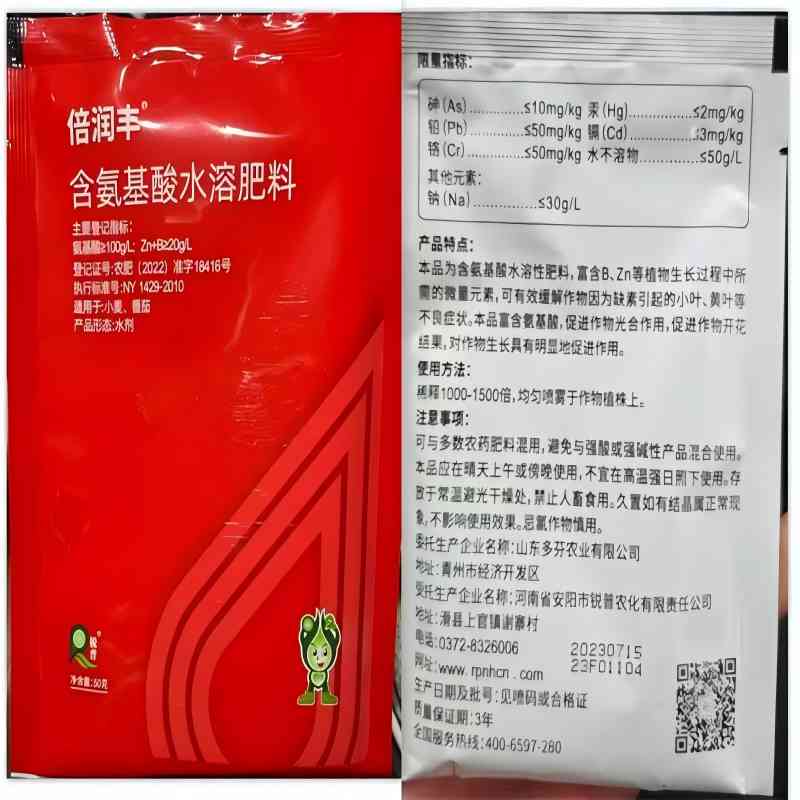 倍润丰®
含氨基酸水溶肥料
主要登记指标:
氨基酸≥100g/L; Zn+B≥20g/L
登记证号:农肥(2022)准字18416号
执行标准号:NY 1429-2010
适用于:小麦、番茄
产品形态:水剂
锐普®
净含量:50克
限量指标:
砷(As)..............≤10mg/kg 汞(Hg)................≤2mg/kg
铅(Pb)..............≤50mg/kg 镉(Cd)................≤3mg/kg
铬(Cr)..............≤50mg/kg 水不溶物..............≤50g/L
其他元素:
钠(Na)................≤30g/L
产品特点:
本品为含氨基酸水溶性肥料,富含B、Zn等植物生长过程中所
需的微量元素,可有效缓解作物因为缺素引起的小叶、黄叶等
不良症状。本品富含氨基酸,促进作物光合作用,促进作物开花
结果,对作物生长具有明显地促进作用。
使用方法:
稀释1000-1500倍,均匀喷雾于作物植株上。
注意事项:
可与多数农药肥料混用,避免与强酸或强碱性产品混合使用。
本品应在晴天上午或傍晚使用,不宜在高温强日照下使用。存
放于常温避光干燥处,禁止人畜食用。久置如有结晶属正常现
象,不影响使用效果。忌氯作物慎用。
委托生产企业名称:山东多芬农业有限公司
地址:青州市经济开发区
受托生产企业名称:河南省安阳市锐普农化有限责任公司
地址:滑县上官镇谢寨村
电话:0372-8326006
网址:www.rpnhcn.com
20230715
23F01104
生产日期及批号:见喷码或合格证
质量保证期:3年
全国服务热线:400-6597-280